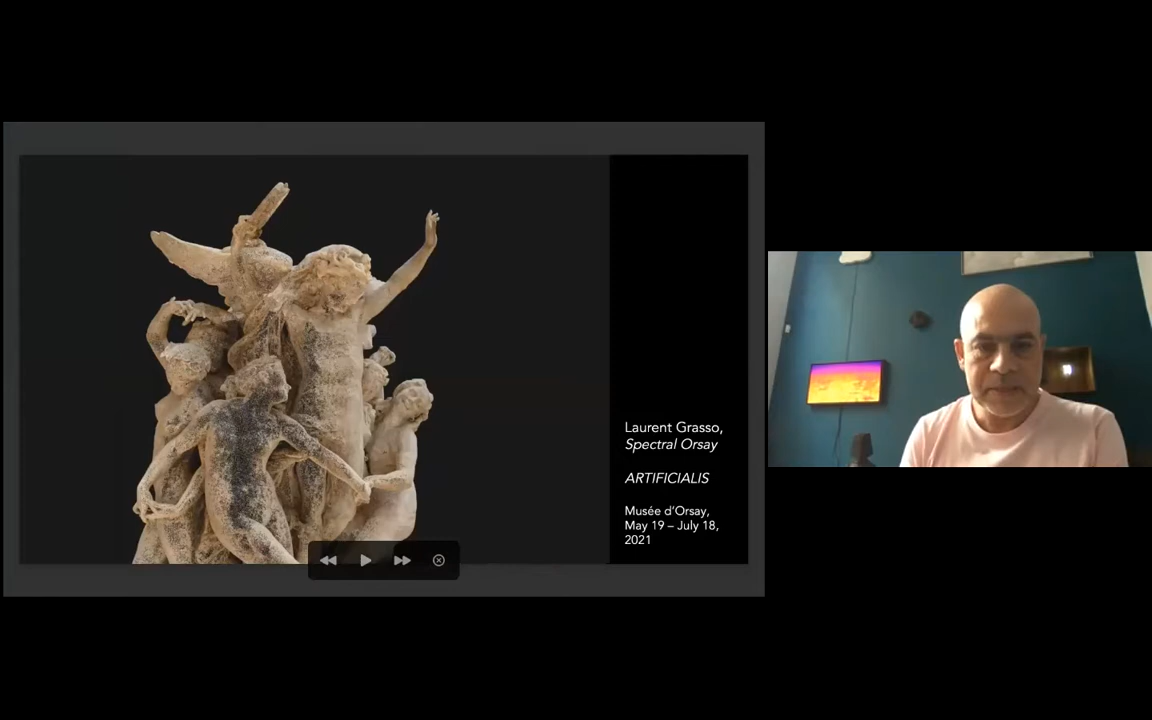 Laurent Grasso,
Spectral Orsay
ARTIFICIALIS
Musée d'Orsay,
May 19 – July 18,
2021